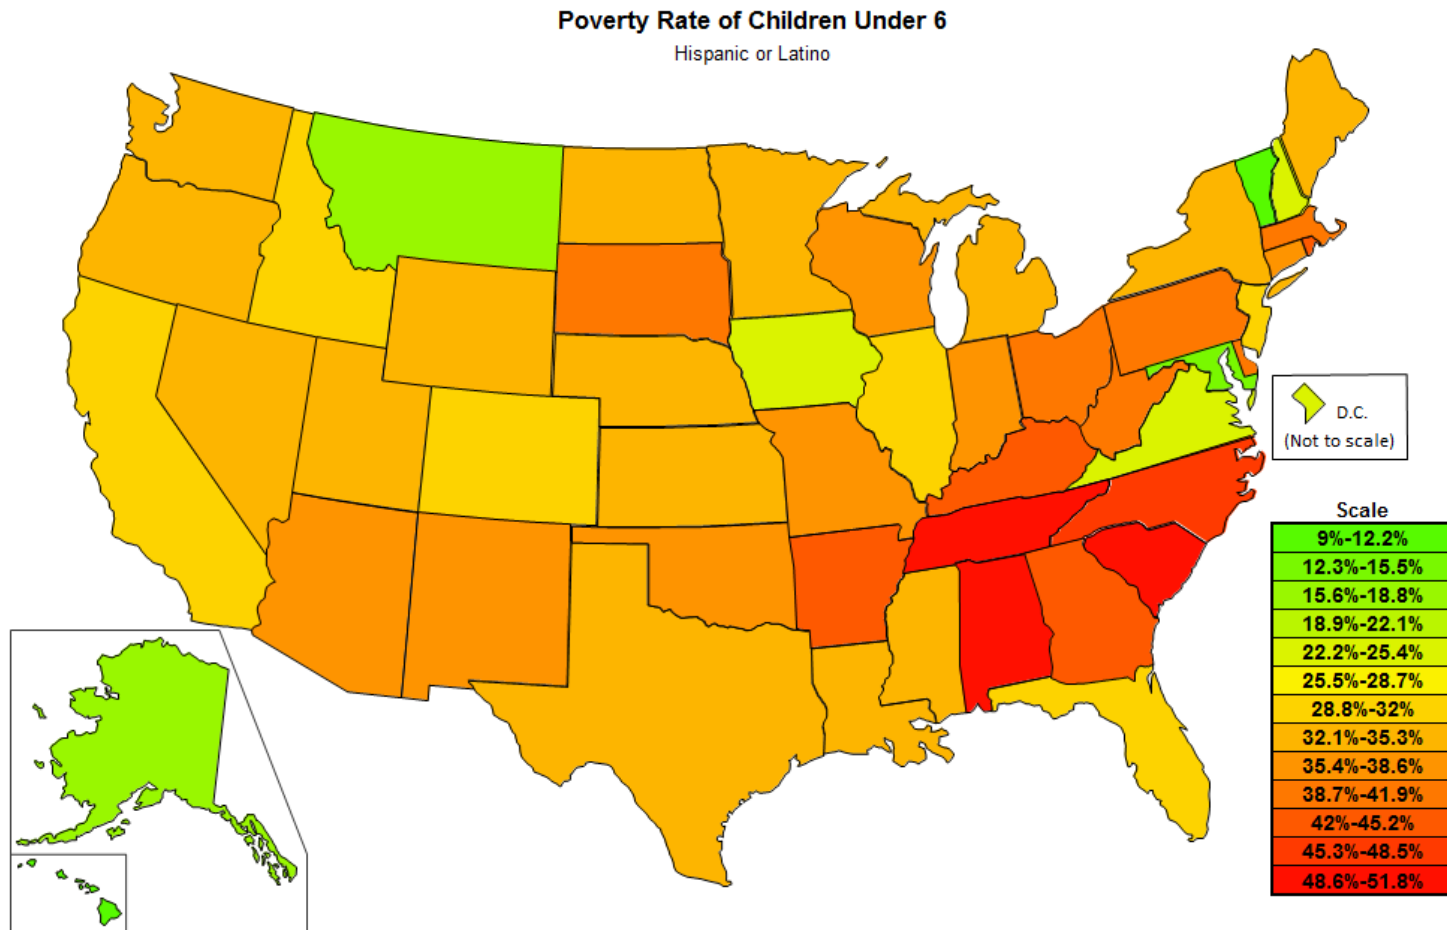 Poverty Rate of Children Under 6
Hispanic or Latino
D.C.
(Not to scale)
Scale
9%-12.2%
12.3%-15.5%
15.6%-18.8%
18.9%-22.1%
22.2%-25.4%
25.5%-28.7%
28.8%-32%
32.1%-35.3%
35.4%-38.6%
38.7%-41.9%
42%-45.2%
45.3%-48.5%
48.6%-51.8%